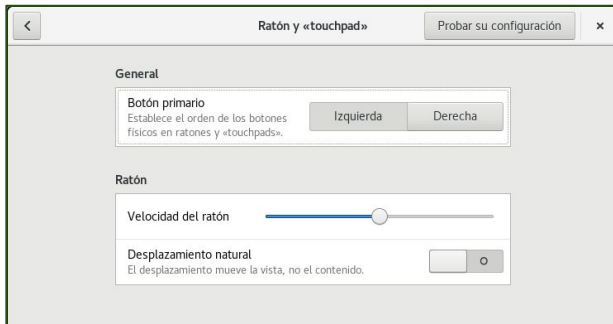 Ratón y «touchpad»
Probar su configuración
General
Botón primario
Establece el orden de los botones
físicos en ratones y «touchpads».
Izquierda
Derecha
Ratón
Velocidad del ratón
Desplazamiento natural
El desplazamiento mueve la vista, no el contenido.